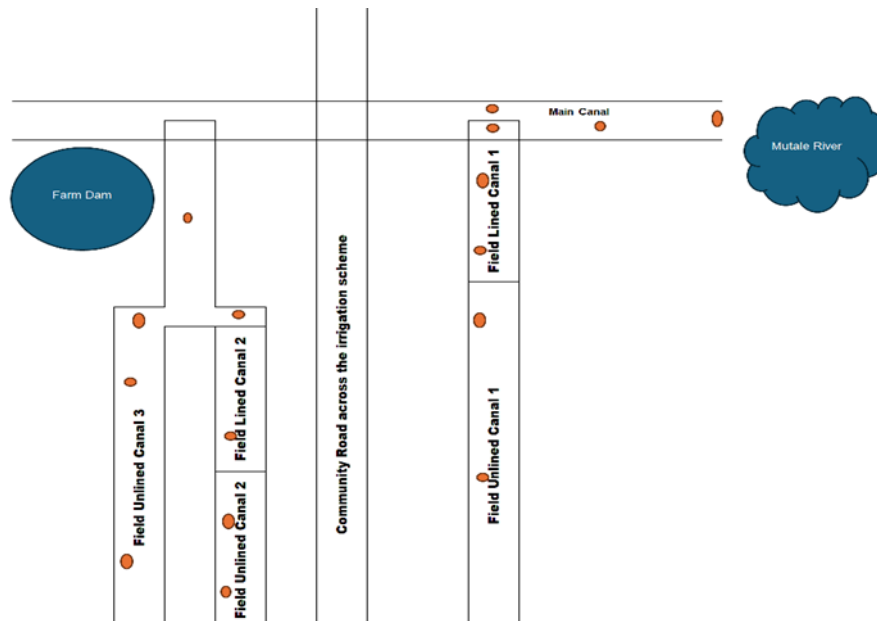 Main Canal
Mutale River
Farm Dam
Field Lined Canal 1
Community Road across the irrigation scheme
Field Lined Canal 2
Field Unlined Canal 3
Field Unlined Canal 1
Field Unlined Canal 2